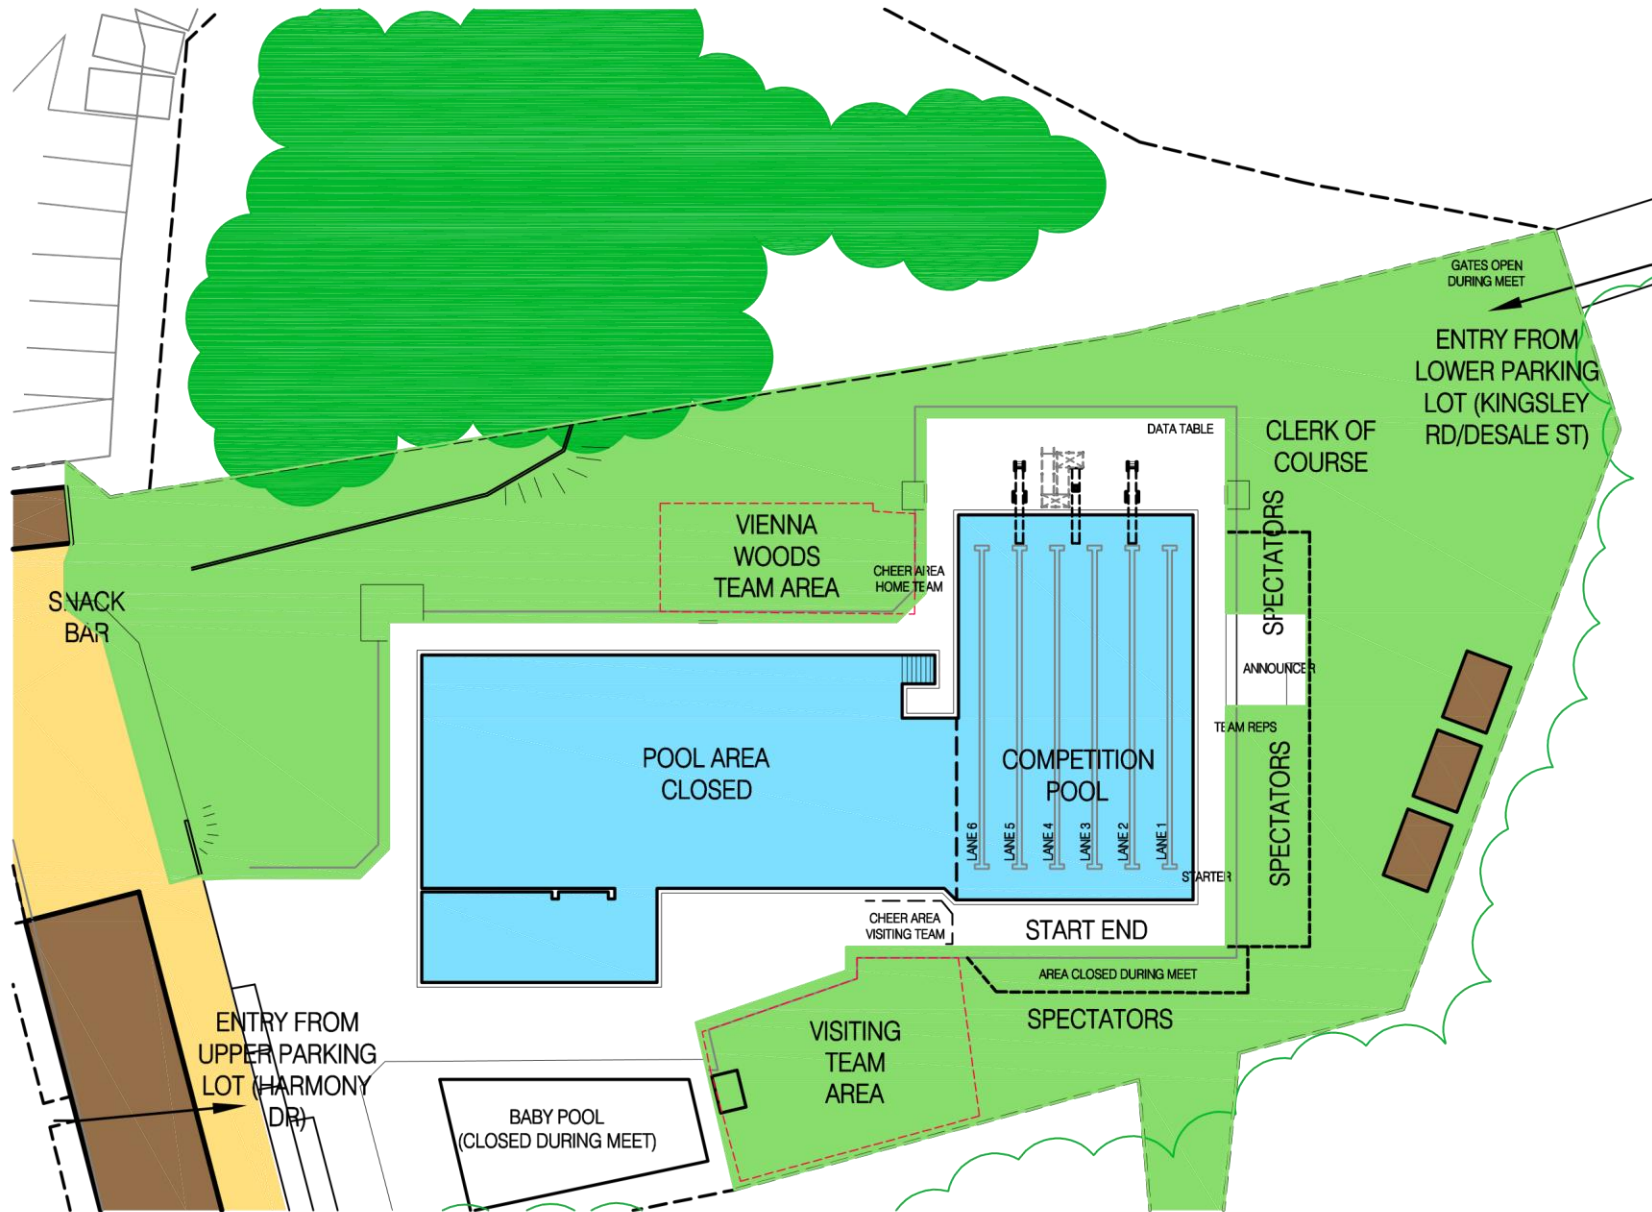 GATES OPEN
DURING MEET
ENTRY FROM
LOWER PARKING
LOT (KINGSLEY
RD/DESALE ST)
DATA TABLE
CLERK OF
COURSE
SPECTATORS
VIENNA
WOODS
TEAM AREA
CHEER AREA
HOME TEAM
SNACK
BAR
ANNOUNCER
TEAM REPS
SPECTATORS
POOL AREA
CLOSED
COMPETITION
POOL
LANE 6
LANE 5
LANE 4
LANE 3
LANE 2
LANE 1
STARTER
CHEER AREA
VISITING TEAM
START END
AREA CLOSED DURING MEET
SPECTATORS
ENTRY FROM
UPPER PARKING
LOT (HARMONY
DR)
VISITING
TEAM
AREA
BABY POOL
(CLOSED DURING MEET)